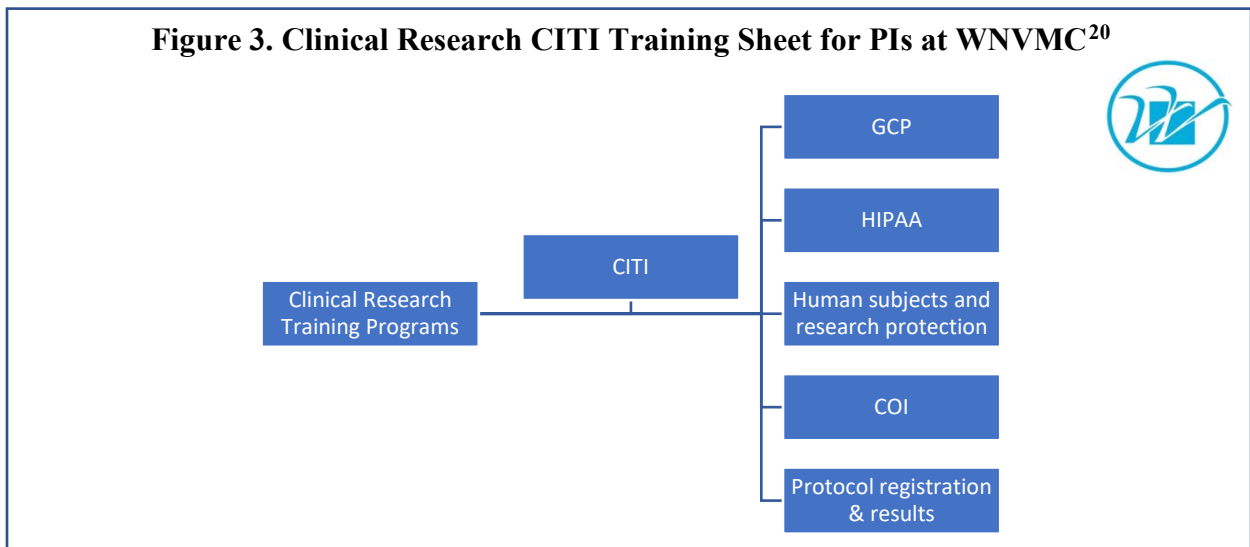 Figure 3. Clinical Research CITI Training Sheet for PIs at WNVMC20
GCP
HIPAA
CITI
Clinical Research
Training Programs
Human subjects and
research protection
COI
Protocol registration
& results